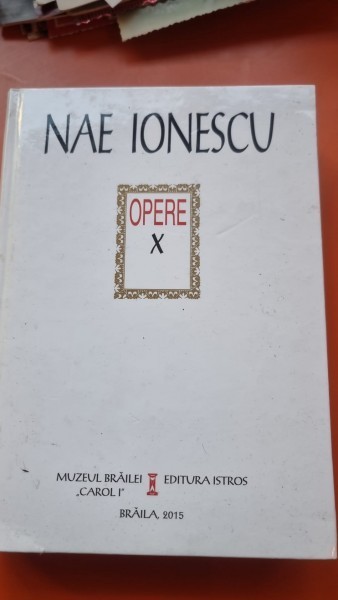 NAE IONESCU
OPERE
X
MUZEUL BRĂILEI EDITURA ISTROS
„CAROL I"
BRĂILA, 2015